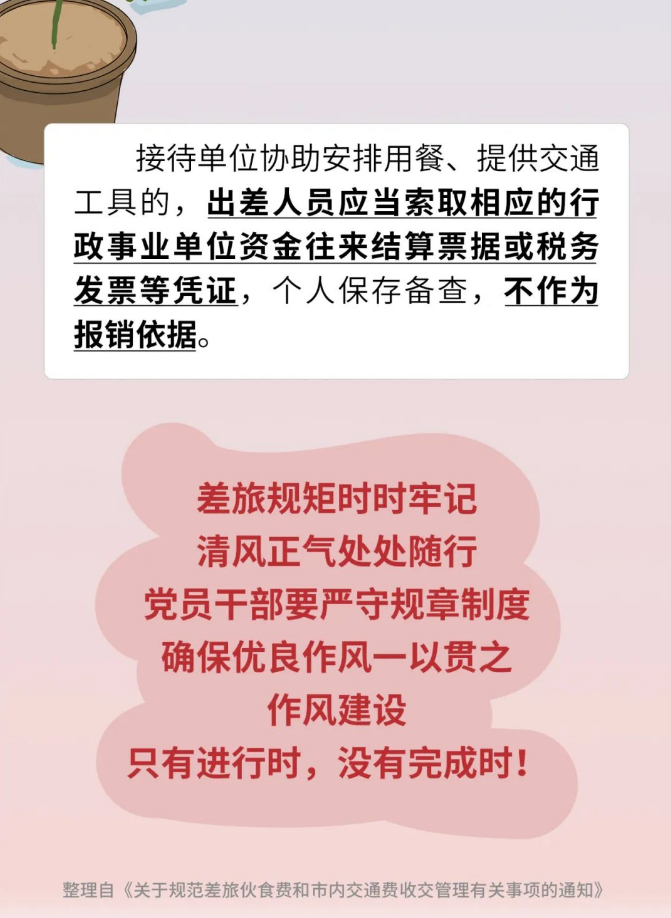 接待单位协助安排用餐、提供交通
工具的，出差人员应当索取相应的行
政事业单位资金往来结算票据或税务
发票等凭证，个人保存备查，不作为
报销依据。
差旅规矩时时牢记
清风正气处处随行
党员干部要严守规章制度
确保优良作风一以贯之
作风建设
只有进行时，没有完成时！
整理自《关于规范差旅伙食费和市内交通费收交管理有关事项的通知》